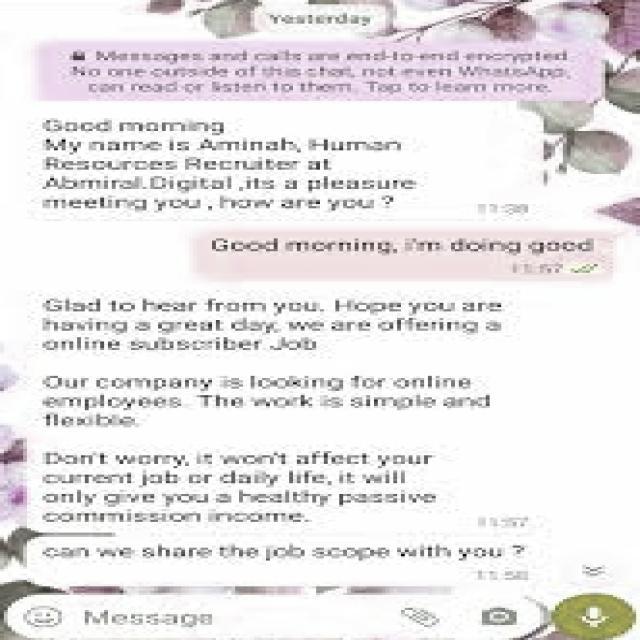 Yesterday
Messages and calls are end-to-end encrypted.
No one outside of this chat, not even WhatsApp,
can read or listen to them. Tap to learn more.
Good morning
My name is Aminah, Human
Resources Recruiter at
Abmiral.Digital ,its a pleasure
meeting you , how are you ?
11:39
Good morning, i'm doing good
11:57
Glad to hear from you. Hope you are
having a great day, we are offering a
online subscriber Job
Our company is looking for online
employees. The work is simple and
flexible.
Don't worry, it won't affect your
current job or daily life, it will
only give you a healthy passive
commission income.
11:57
can we share the job scope with you ?
11:58
Message